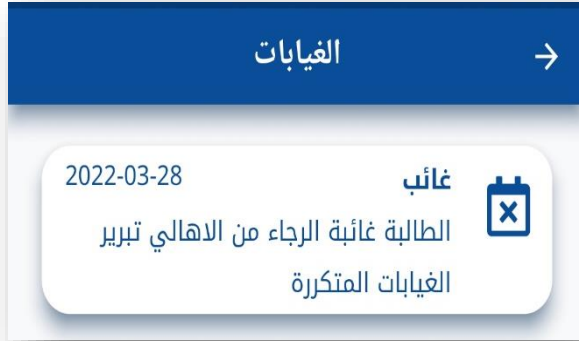 الغيابات
غائب 2022-03-28
الطالبة غائبة الرجاء من الاهالي تبرير
الغيابات المتكررة